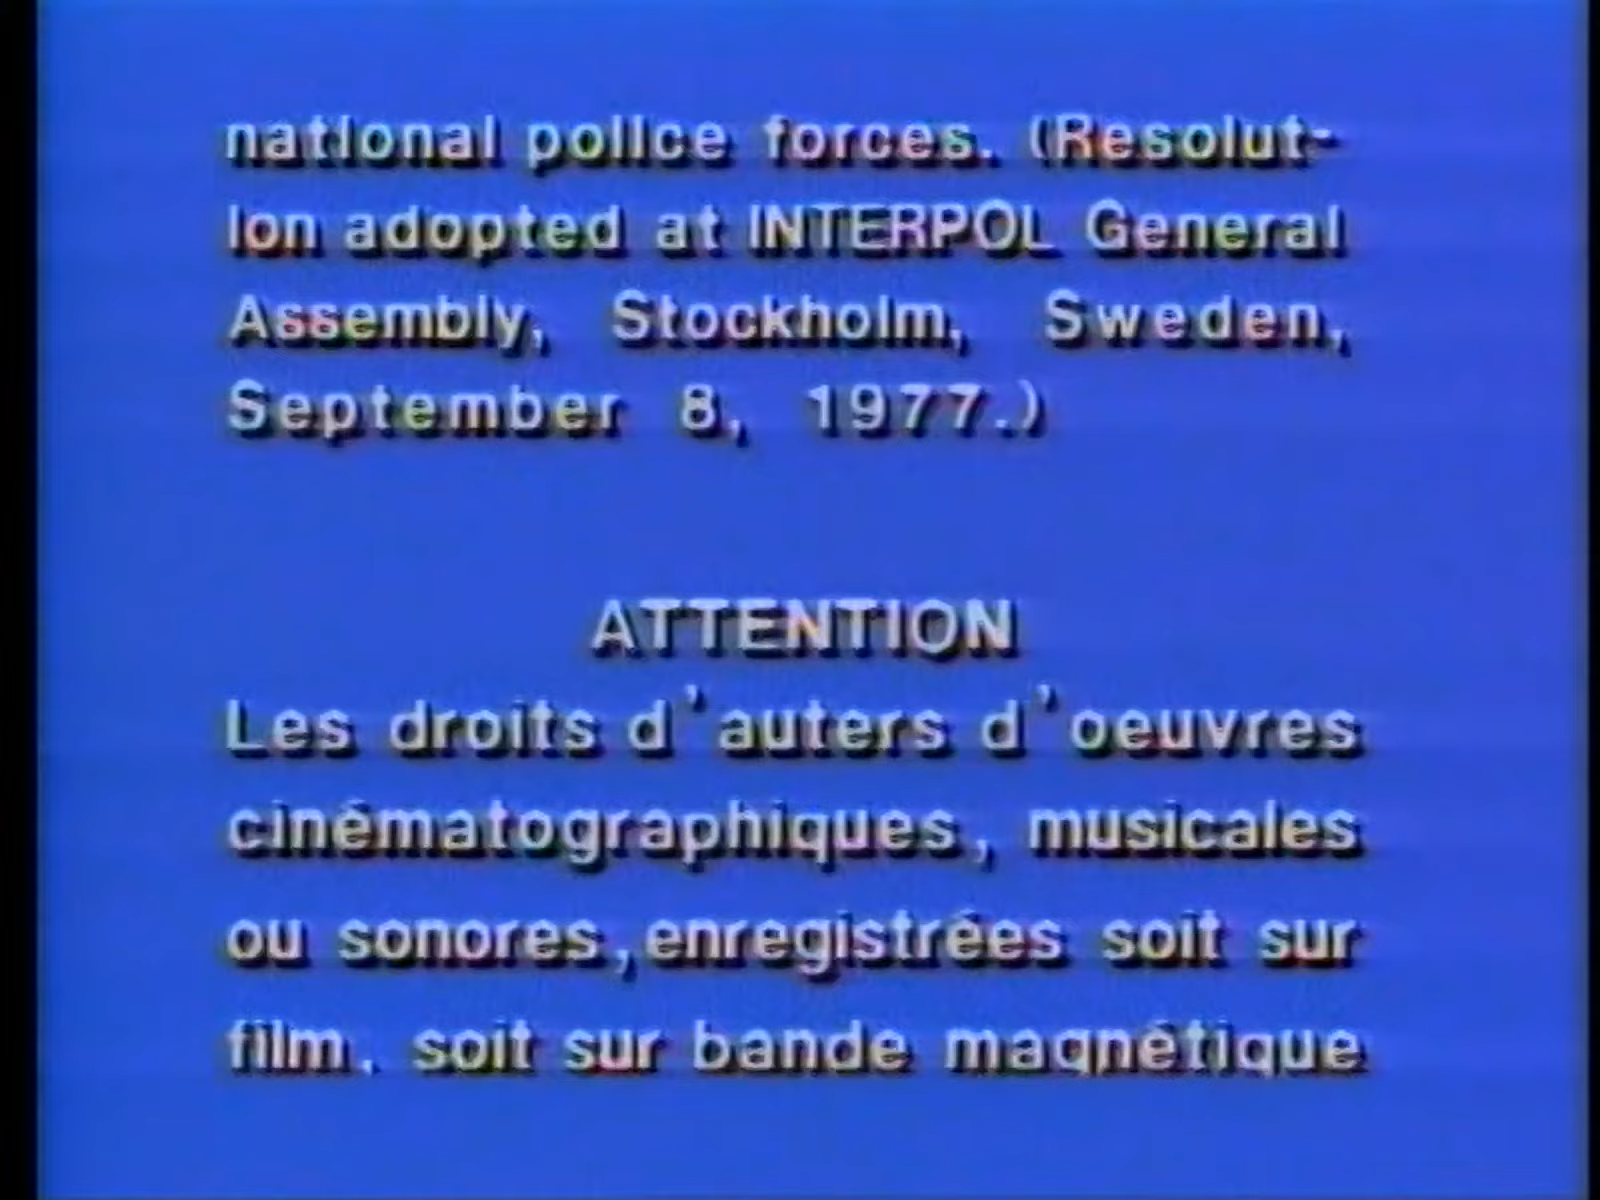 national police forces. (Resolut-
ion adopted at INTERPOL General
Assembly, Stockholm, Sweden,
September 8, 1977.)
ATTENTION
Les droits d'auters d'oeuvres
cinématographiques, musicales
ou sonores, enregistrées soit sur
film, soit sur bande magnétique